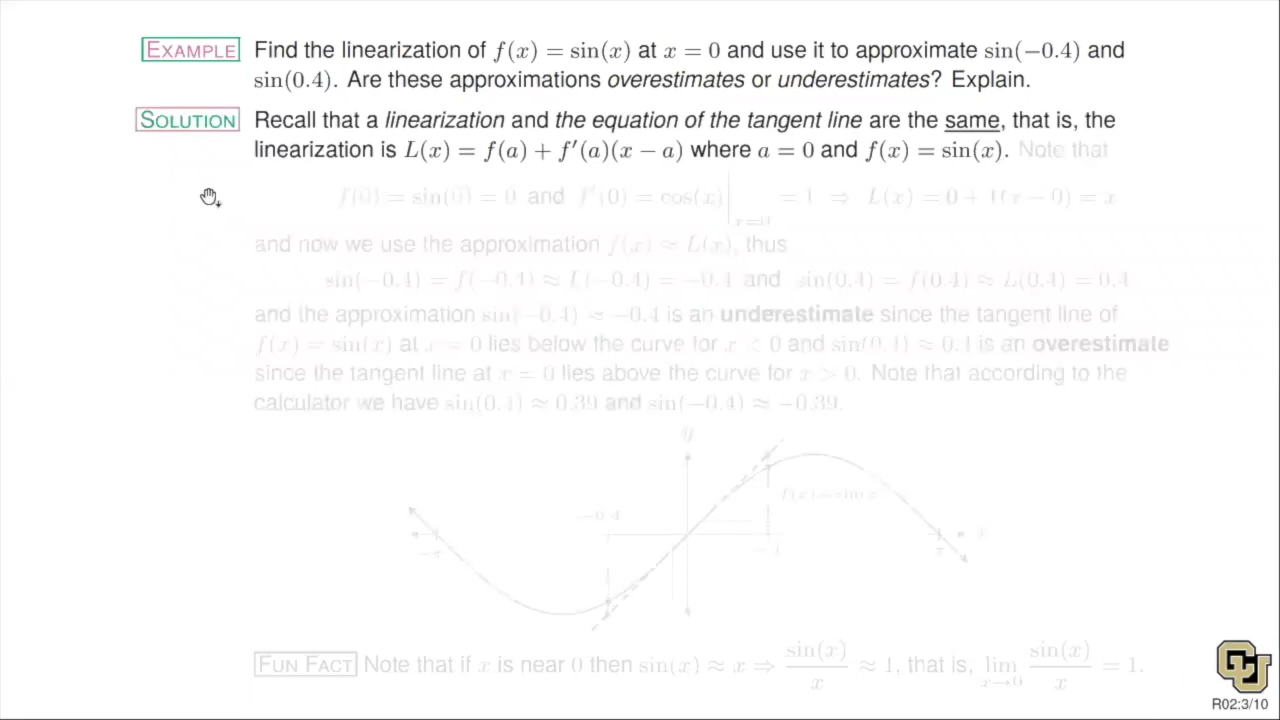 EXAMPLE Find the linearization of f(x) = sin(x) at x = 0 and use it to approximate sin(−0.4) and
sin(0.4). Are these approximations overestimates or underestimates? Explain.
SOLUTION Recall that a linearization and the equation of the tangent line are the same, that is, the
linearization is L(x) = f(a) + f′(a)(x − a) where a = 0 and f(x) = sin(x). Note that
f(0) = sin(0) = 0 and f′(0) = cos(x)|x=0 = 1 ⇒ L(x) = 0 + 1(x − 0) = x
and now we use the approximation f(x) ≈ L(x), thus
sin(−0.4) = f(−0.4) ≈ L(−0.4) = −0.4 and sin(0.4) = f(0.4) ≈ L(0.4) = 0.4
and the approximation sin(−0.4) ≈ −0.4 is an underestimate since the tangent line of
f(x) = sin(x) at x = 0 lies below the curve for x < 0 and sin(0.4) ≈ 0.4 is an overestimate
since the tangent line at x = 0 lies above the curve for x > 0. Note that according to the
calculator we have sin(0.4) ≈ 0.39 and sin(−0.4) ≈ −0.39.
y
f(x) = sin x
−0.4
x
−π
π
FUN FACT Note that if x is near 0 then sin(x) ≈ x ⇒ sin(x)/x ≈ 1, that is, lim x→0 sin(x)/x = 1.
CU
R02:3/10